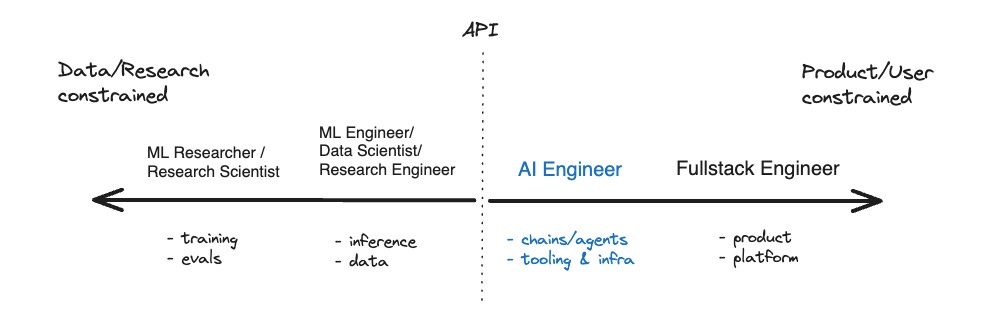 API
Data/Research
constrained
Product/User
constrained
ML Researcher /
Research Scientist
ML Engineer/
Data Scientist/
Research Engineer
AI Engineer
Fullstack Engineer
- training
- evals
- inference
- data
- chains/agents
- tooling & infra
- product
- platform